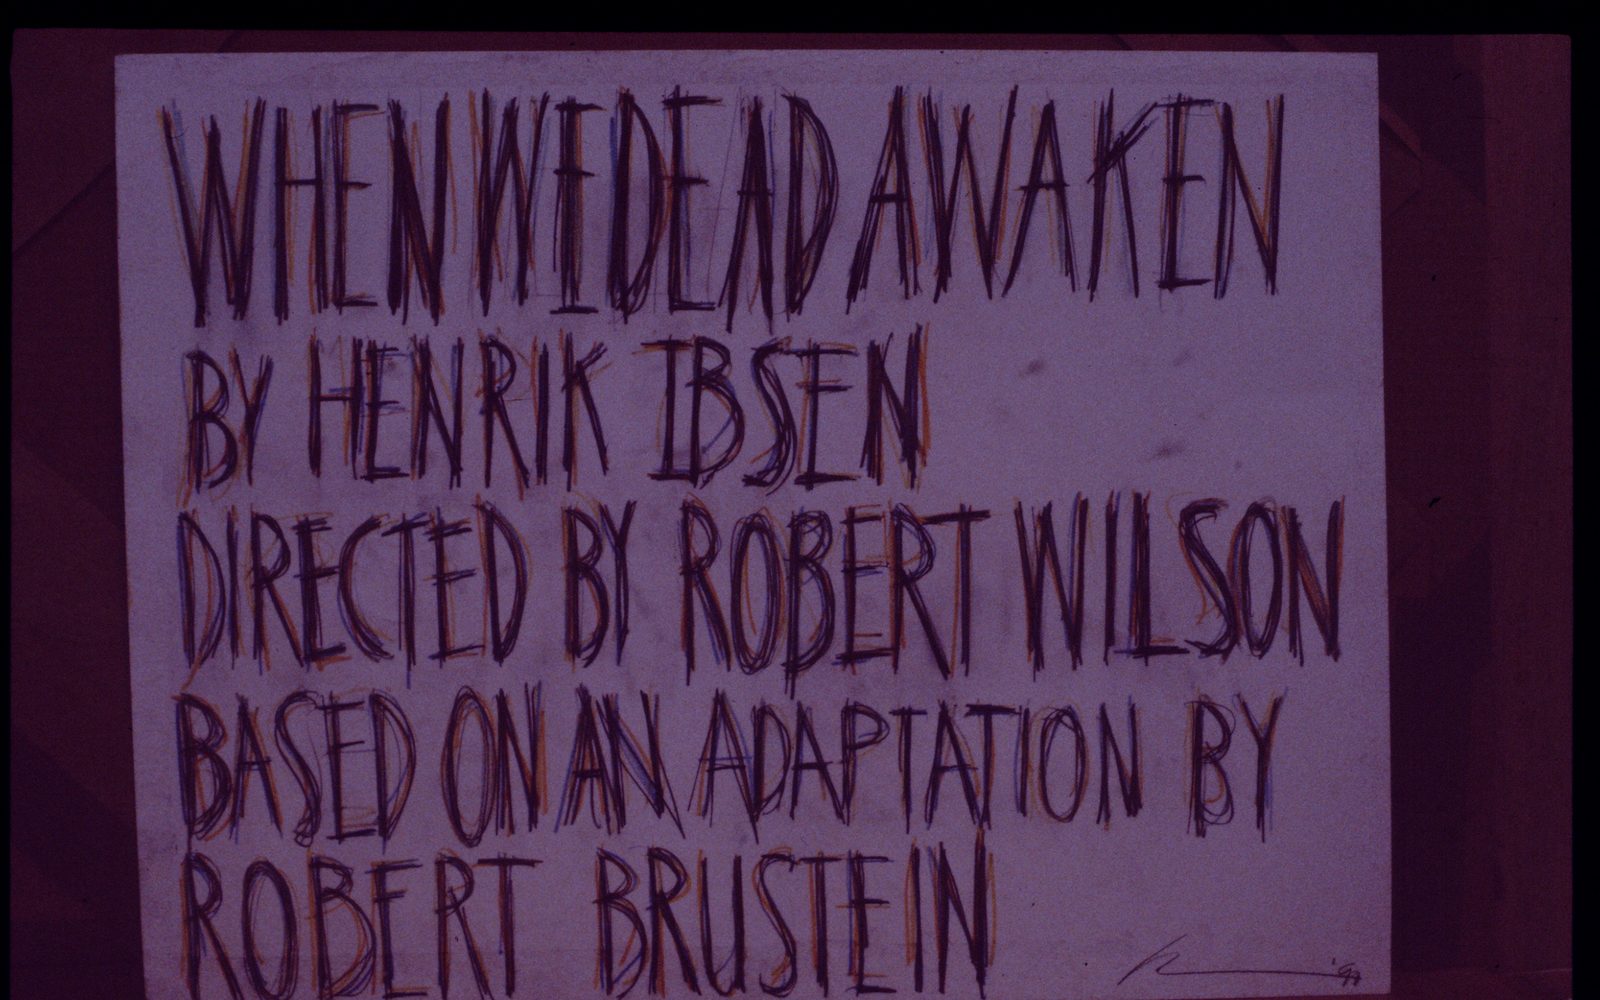 WHEN WE DEAD AWAKEN
BY HENRIK IBSEN
DIRECTED BY ROBERT WILSON
BASED ON AN ADAPTATION BY
ROBERT BRUSTEIN